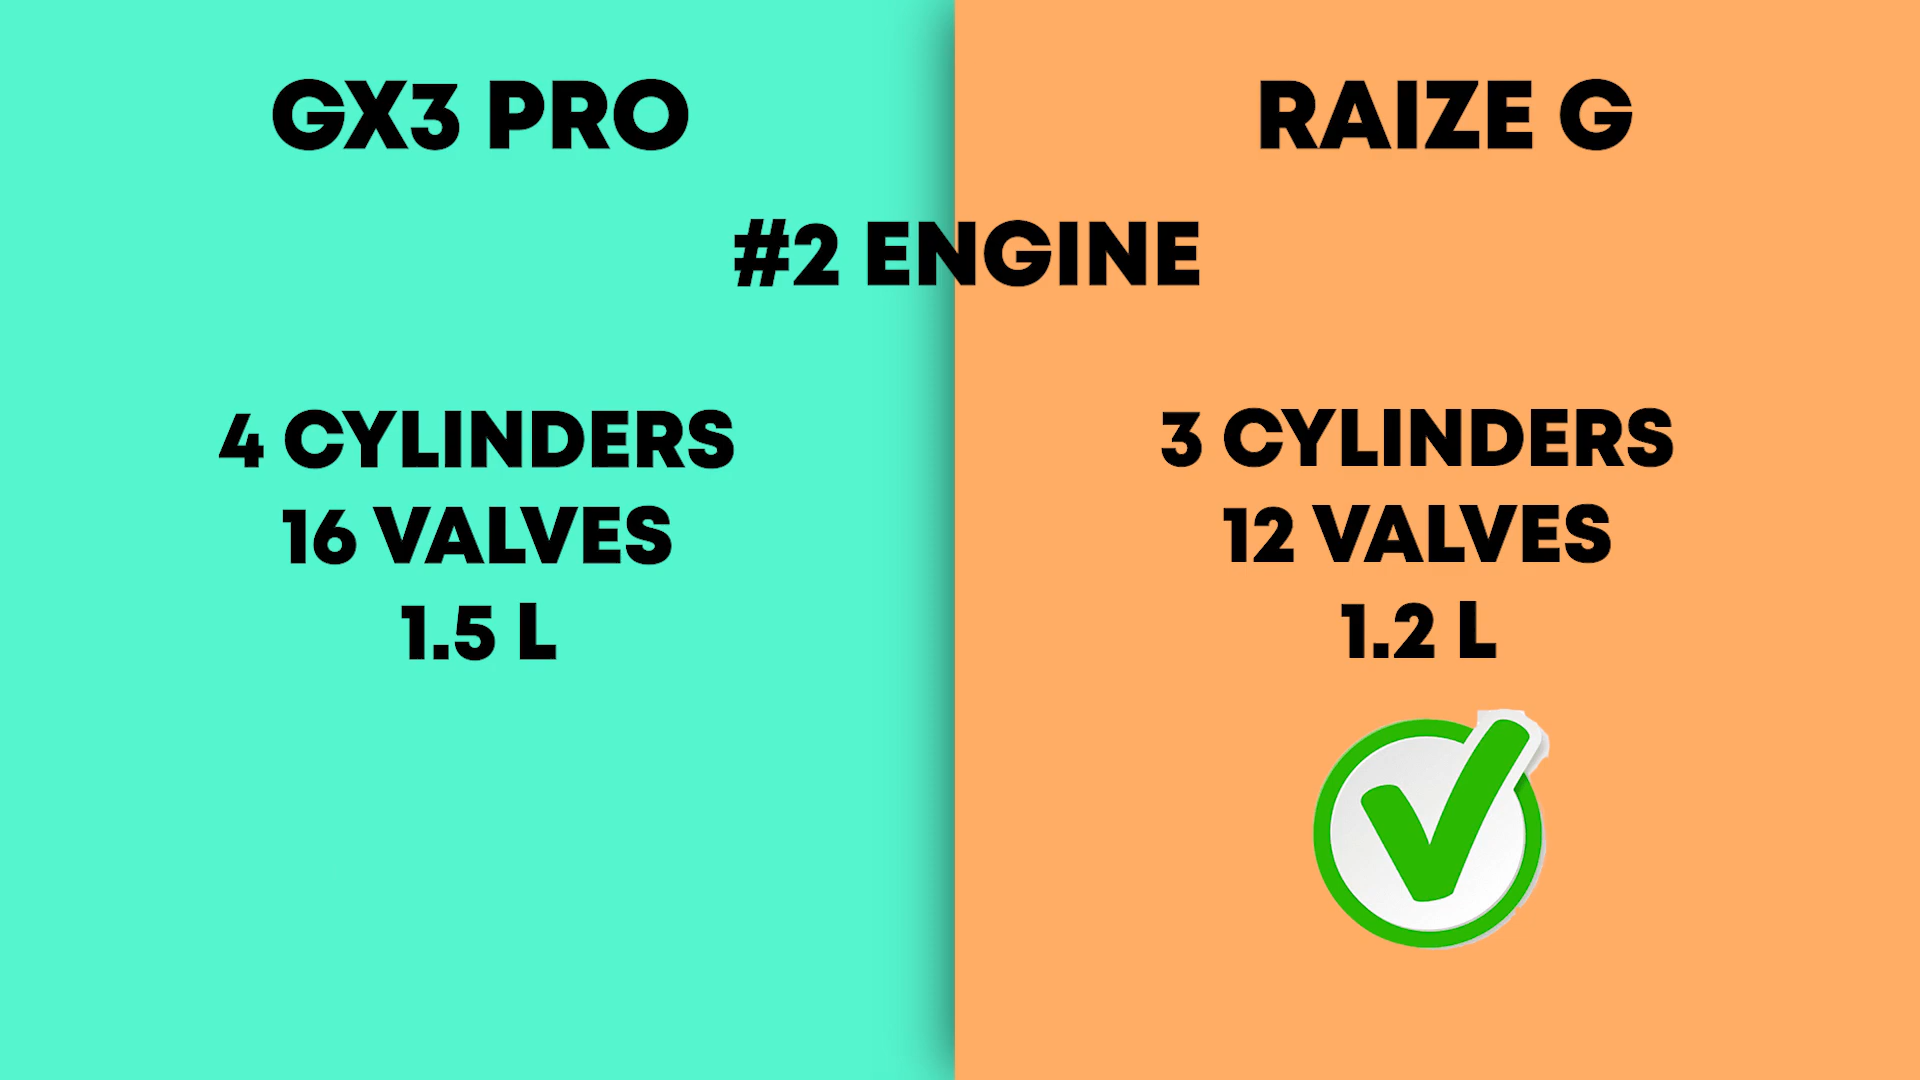 GX3 PRO
RAIZE G
#2 ENGINE
4 CYLINDERS
16 VALVES
1.5 L
3 CYLINDERS
12 VALVES
1.2 L